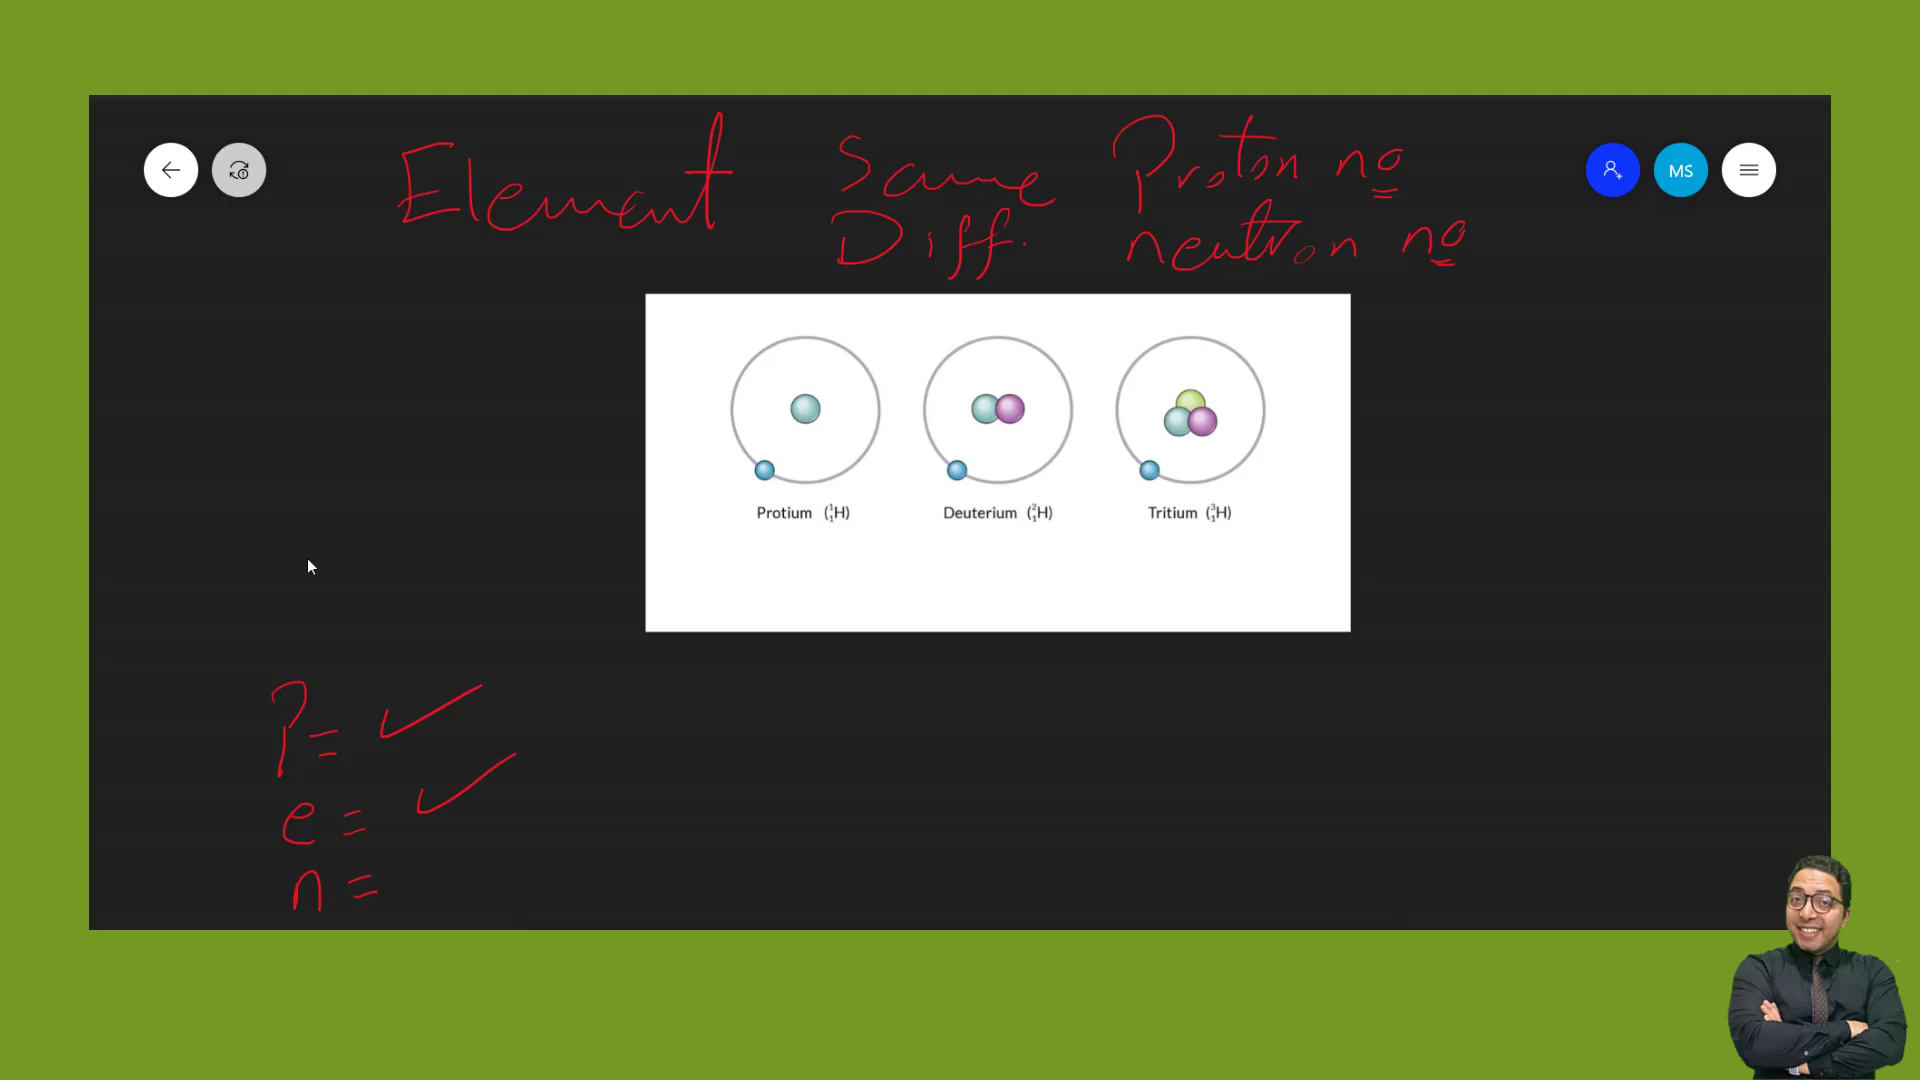 Element Same Proton no
Diff. neutron no
MS
Protium (¹₁H) Deuterium (²₁H) Tritium (³₁H)
P = ✓
e = ✓
n =